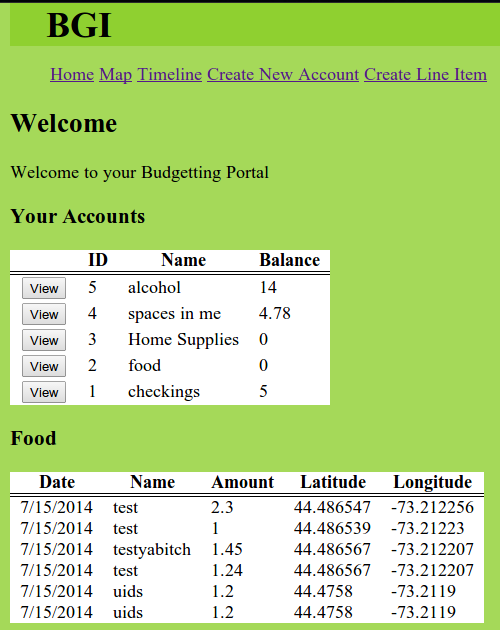 BGI
Home Map Timeline Create New Account Create Line Item
Welcome
Welcome to your Budgetting Portal
Your Accounts
ID Name Balance
View 5 alcohol 14
View 4 spaces in me 4.78
View 3 Home Supplies 0
View 2 food 0
View 1 checkings 5
Food
Date Name Amount Latitude Longitude
7/15/2014 test 2.3 44.486547 -73.212256
7/15/2014 test 1 44.486539 -73.21223
7/15/2014 testyabitch 1.45 44.486567 -73.212207
7/15/2014 test 1.24 44.486567 -73.212207
7/15/2014 uids 1.2 44.4758 -73.2119
7/15/2014 uids 1.2 44.4758 -73.2119